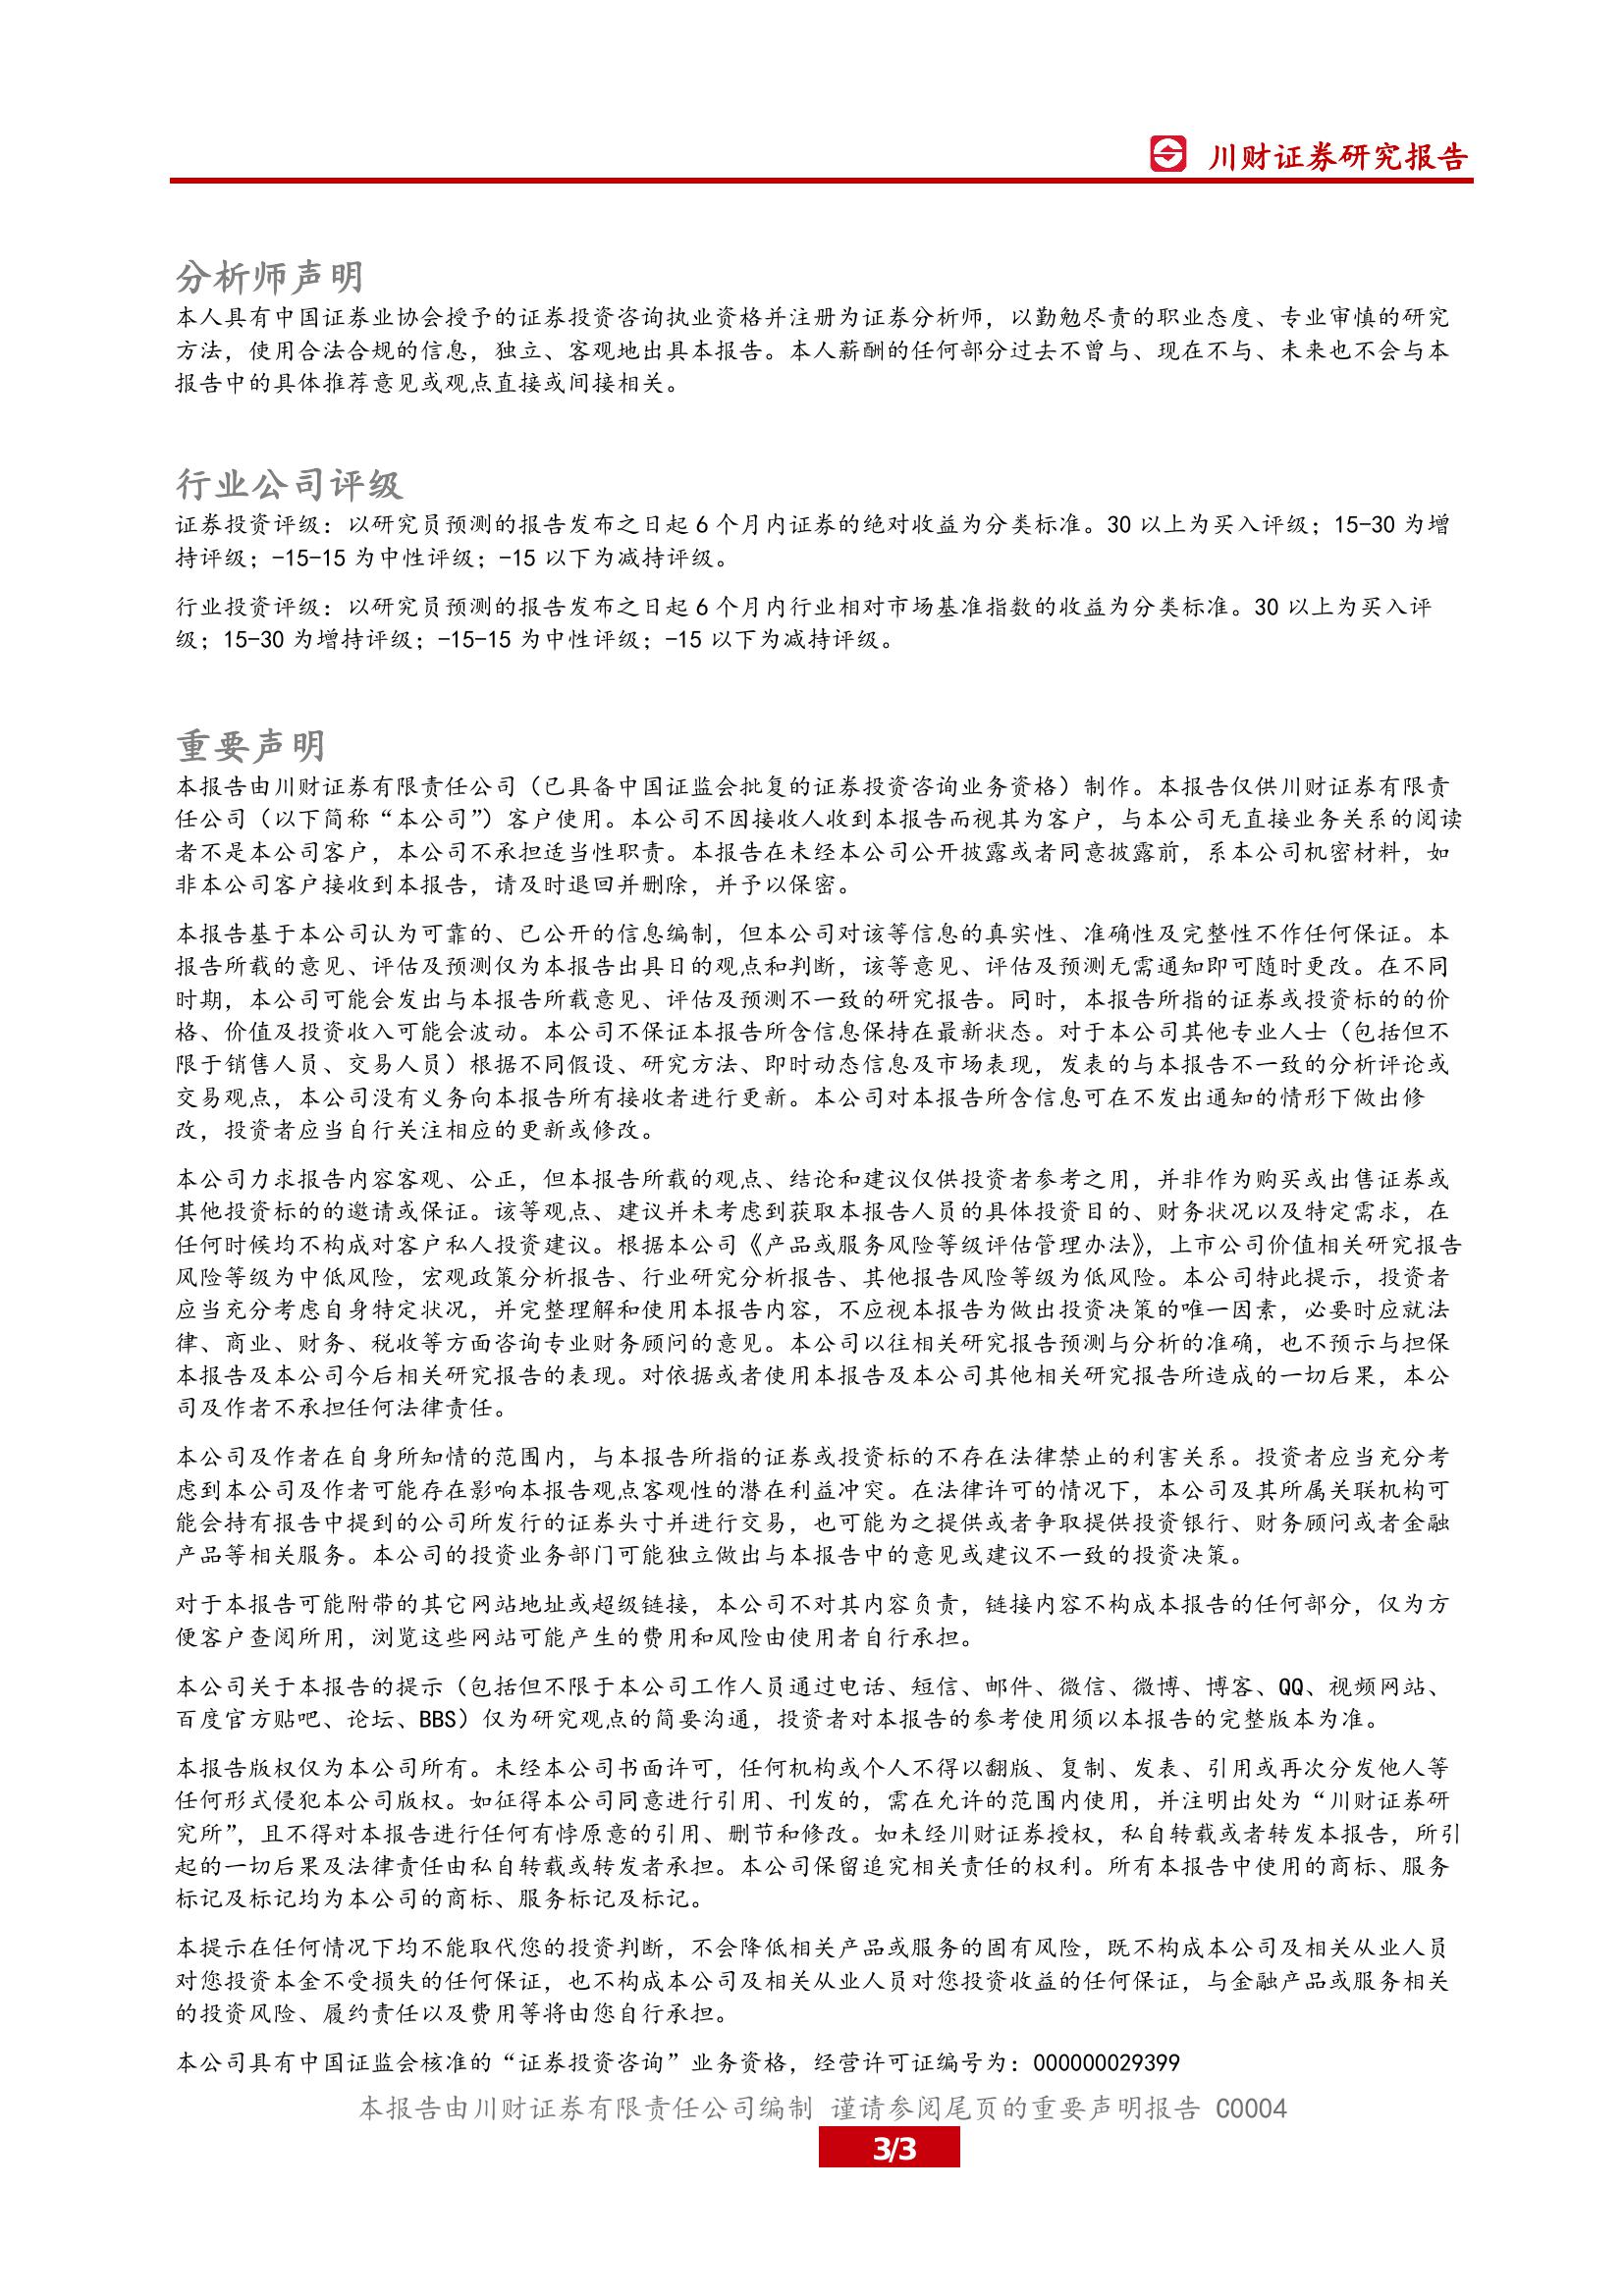 川财证券研究报告
分析师声明
本人具有中国证券业协会授予的证券投资咨询执业资格并注册为证券分析师，以勤勉尽责的职业态度、专业审慎的研究
方法，使用合法合规的信息，独立、客观地出具本报告。本人薪酬的任何部分过去不曾与、现在不与、未来也不会与本
报告中的具体推荐意见或观点直接或间接相关。
行业公司评级
证券投资评级：以研究员预测的报告发布之日起 6 个月内证券的绝对收益为分类标准。30 以上为买入评级；15-30 为增
持评级；-15-15 为中性评级；-15 以下为减持评级。
行业投资评级：以研究员预测的报告发布之日起 6 个月内行业相对市场基准指数的收益为分类标准。30 以上为买入评
级；15-30 为增持评级；-15-15 为中性评级；-15 以下为减持评级。
重要声明
本报告由川财证券有限责任公司（已具备中国证监会批复的证券投资咨询业务资格）制作。本报告仅供川财证券有限责
任公司（以下简称“本公司”）客户使用。本公司不因接收人收到本报告而视其为客户，与本公司无直接业务关系的阅读
者不是本公司客户，本公司不承担适当性职责。本报告在未经本公司公开披露或者同意披露前，系本公司机密材料，如
非本公司客户接收到本报告，请及时退回并删除，并予以保密。
本报告基于本公司认为可靠的、已公开的信息编制，但本公司对该等信息的真实性、准确性及完整性不作任何保证。本
报告所载的意见、评估及预测仅为本报告出具日的观点和判断，该等意见、评估及预测无需通知即可随时更改。在不同
时期，本公司可能会发出与本报告所载意见、评估及预测不一致的研究报告。同时，本报告所指的证券或投资标的的价
格、价值及投资收入可能会波动。本公司不保证本报告所含信息保持在最新状态。对于本公司其他专业人士（包括但不
限于销售人员、交易人员）根据不同假设、研究方法、即时动态信息及市场表现，发表的与本报告不一致的分析评论或
交易观点，本公司没有义务向本报告所有接收者进行更新。本公司对本报告所含信息可在不发出通知的情形下做出修
改，投资者应当自行关注相应的更新或修改。
本公司力求报告内容客观、公正，但本报告所载的观点、结论和建议仅供投资者参考之用，并非作为购买或出售证券或
其他投资标的的邀请或保证。该等观点、建议并未考虑到获取本报告人员的具体投资目的、财务状况以及特定需求，在
任何时候均不构成对客户私人投资建议。根据本公司《产品或服务风险等级评估管理办法》，上市公司价值相关研究报告
风险等级为中低风险，宏观政策分析报告、行业研究分析报告、其他报告风险等级为低风险。本公司特此提示，投资者
应当充分考虑自身特定状况，并完整理解和使用本报告内容，不应视本报告为做出投资决策的唯一因素，必要时应就法
律、商业、财务、税收等方面咨询专业财务顾问的意见。本公司以往相关研究报告预测与分析的准确，也不预示与担保
本报告及本公司今后相关研究报告的表现。对依据或者使用本报告及本公司其他相关研究报告所造成的一切后果，本公
司及作者不承担任何法律责任。
本公司及作者在自身所知情的范围内，与本报告所指的证券或投资标的不存在法律禁止的利害关系。投资者应当充分考
虑到本公司及作者可能存在影响本报告观点客观性的潜在利益冲突。在法律许可的情况下，本公司及其所属关联机构可
能会持有报告中提到的公司所发行的证券头寸并进行交易，也可能为之提供或者争取提供投资银行、财务顾问或者金融
产品等相关服务。本公司的投资业务部门可能独立做出与本报告中的意见或建议不一致的投资决策。
对于本报告可能附带的其它网站地址或超级链接，本公司不对其内容负责，链接内容不构成本报告的任何部分，仅为方
便客户查阅所用，浏览这些网站可能产生的费用和风险由使用者自行承担。
本公司关于本报告的提示（包括但不限于本公司工作人员通过电话、短信、邮件、微信、微博、博客、QQ、视频网站、
百度官方贴吧、论坛、BBS）仅为研究观点的简要沟通，投资者对本报告的参考使用须以本报告的完整版本为准。
本报告版权仅为本公司所有。未经本公司书面许可，任何机构或个人不得以翻版、复制、发表、引用或再次分发他人等
任何形式侵犯本公司版权。如征得本公司同意进行引用、刊发的，需在允许的范围内使用，并注明出处为“川财证券研
究所”，且不得对本报告进行任何有悖原意的引用、删节和修改。如未经川财证券授权，私自转载或者转发本报告，所引
起的一切后果及法律责任由私自转载或转发者承担。本公司保留追究相关责任的权利。所有本报告中使用的商标、服务
标记及标记均为本公司的商标、服务标记及标记。
本提示在任何情况下均不能取代您的投资判断，不会降低相关产品或服务的固有风险，既不构成本公司及相关从业人员
对您投资本金不受损失的任何保证，也不构成本公司及相关从业人员对您投资收益的任何保证，与金融产品或服务相关
的投资风险、履约责任以及费用等将由您自行承担。
本公司具有中国证监会核准的“证券投资咨询”业务资格，经营许可证编号为：000000029399
本报告由川财证券有限责任公司编制 谨请参阅尾页的重要声明报告 C0004
3/3